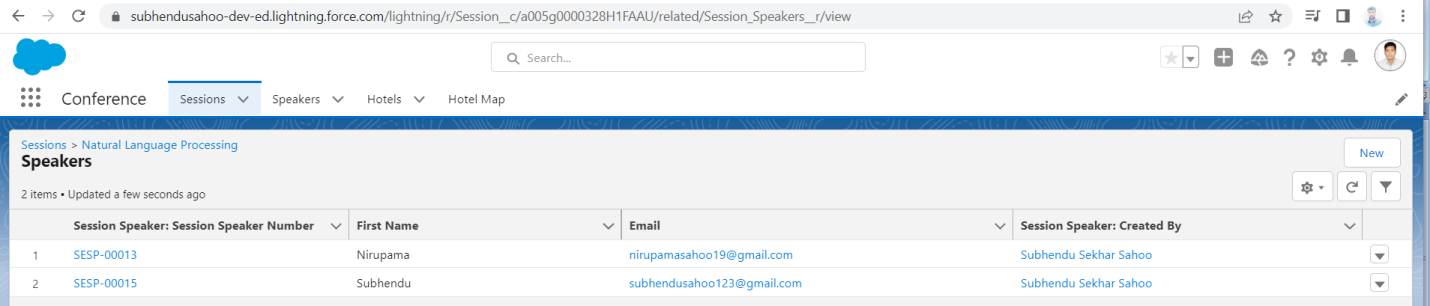 subhendusahoo-dev-ed.lightning.force.com/lightning/r/Session__c/a005g0000328H1FAAU/related/Session_Speakers__r/view
Search...
Conference Sessions Speakers Hotels Hotel Map
Sessions > Natural Language Processing
Speakers
New
2 items • Updated a few seconds ago
Session Speaker: Session Speaker Number First Name Email Session Speaker: Created By
1 SESP-00013 Nirupama nirupamasahoo19@gmail.com Subhendu Sekhar Sahoo
2 SESP-00015 Subhendu subhendusahoo123@gmail.com Subhendu Sekhar Sahoo